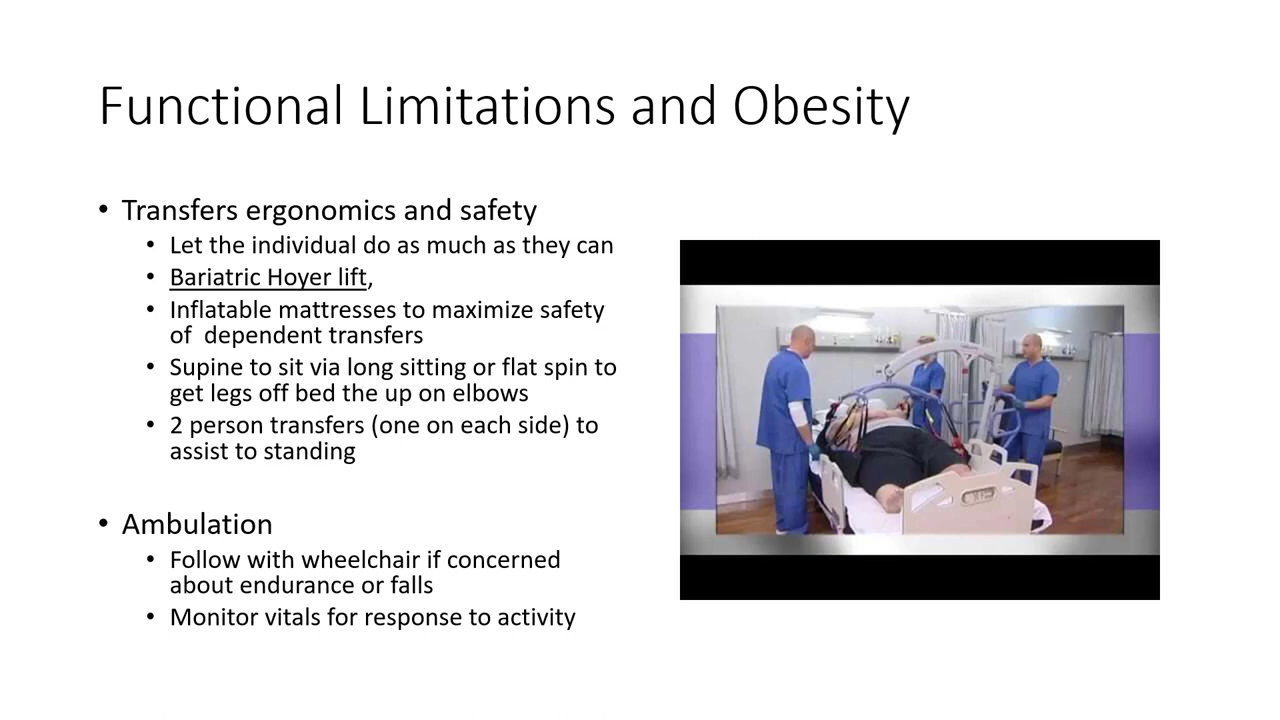 Functional Limitations and Obesity
• Transfers ergonomics and safety
• Let the individual do as much as they can
• Bariatric Hoyer lift,
• Inflatable mattresses to maximize safety
of  dependent transfers
• Supine to sit via long sitting or flat spin to
get legs off bed the up on elbows
• 2 person transfers (one on each side) to
assist to standing
• Ambulation
• Follow with wheelchair if concerned
about endurance or falls
• Monitor vitals for response to activity